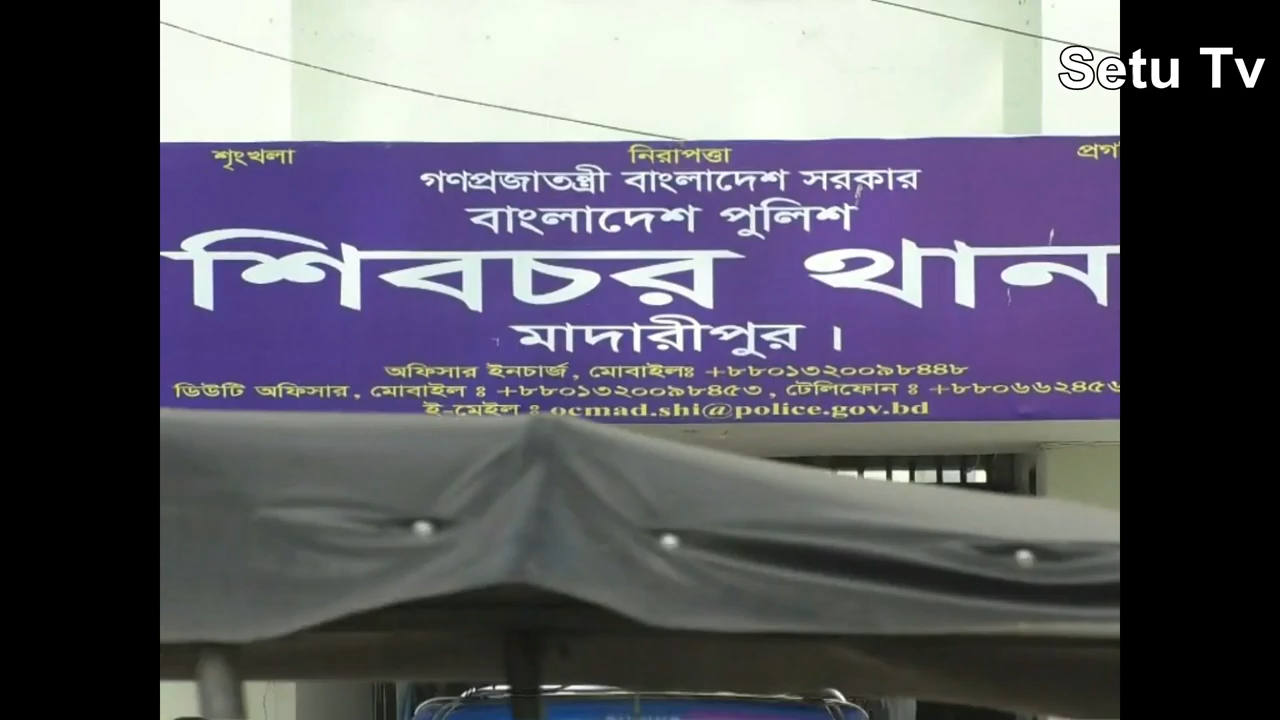 Setu Tv
শৃংখলা নিরাপত্তা
গণপ্রজাতন্ত্রী বাংলাদেশ সরকার
বাংলাদেশ পুলিশ
শিবচর থান
মাদারীপুর ।
অফিসার ইনচার্জ, মোবাইলঃ +৮৮০১৩২০০৯৮৪৪৮
ডিউটি অফিসার, মোবাইল ঃ +৮৮০১৩২০০৯৮৪৫৩, টেলিফোন ঃ +৮৮০৬৬২৪৫৬
ই-মেইল ঃ ocmad.shi@police.gov.bd